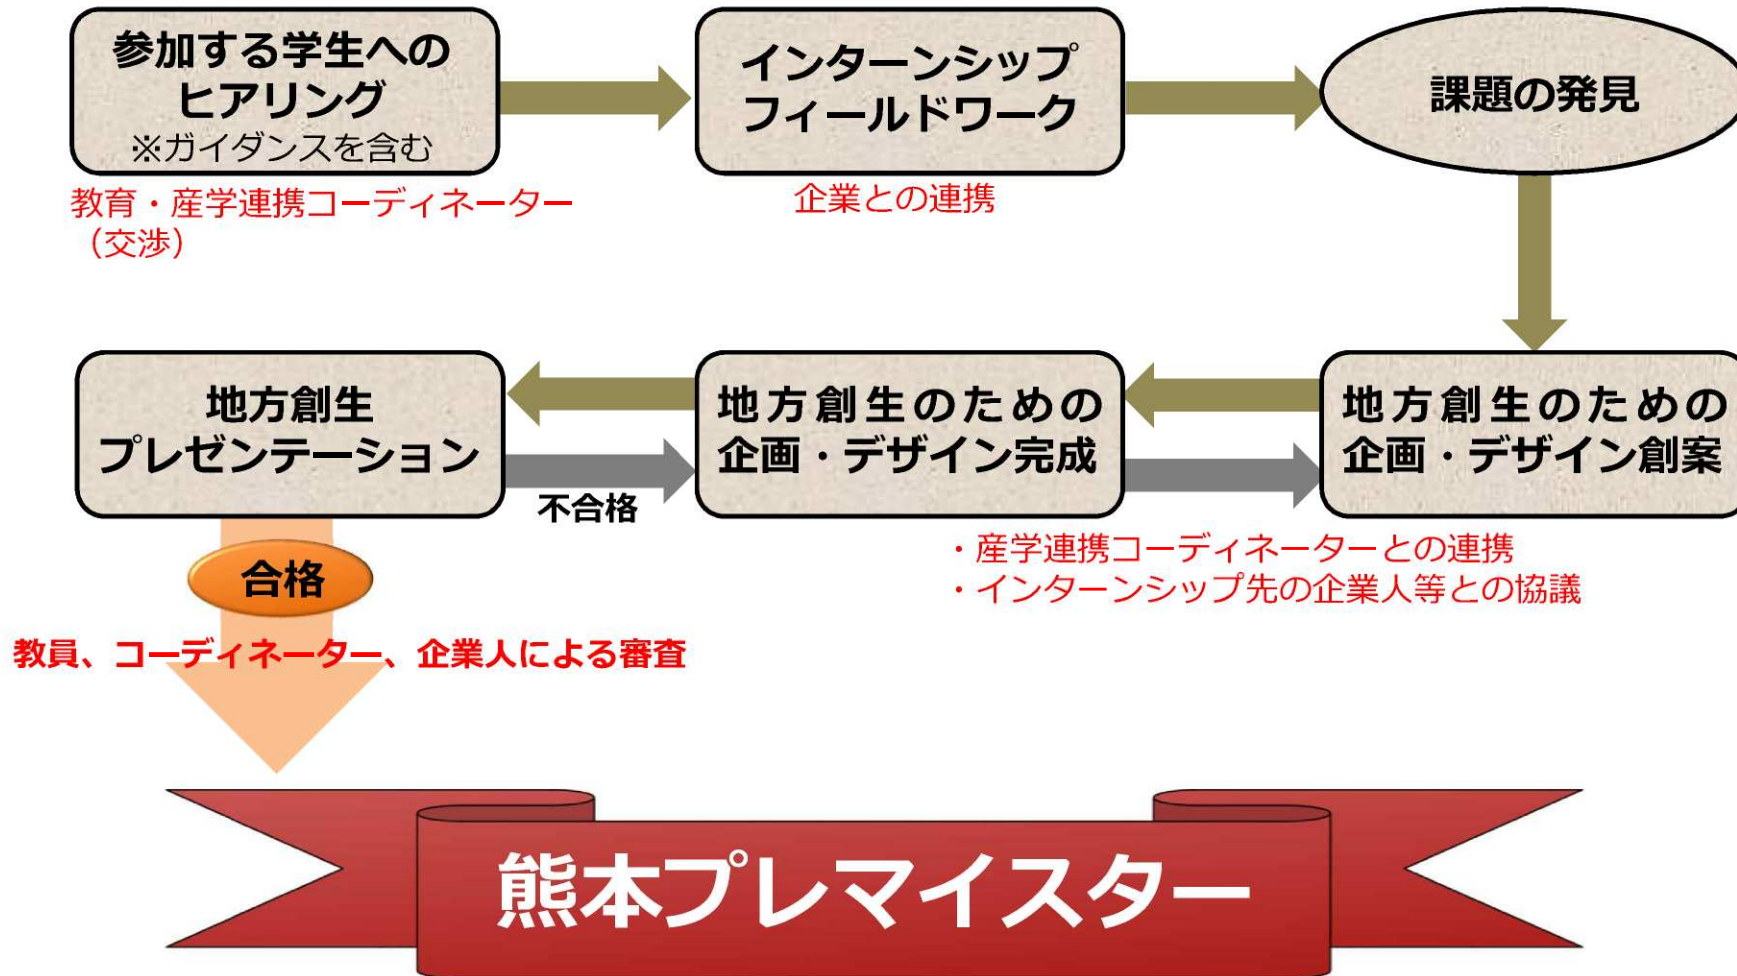 参加する学生への
ヒアリング
※ガイダンスを含む
教育・産学連携コーディネーター
（交渉）
インターンシップ
フィールドワーク
企業との連携
課題の発見
地方創生のための
企画・デザイン創案
地方創生のための
企画・デザイン完成
・産学連携コーディネーターとの連携
・インターンシップ先の企業人等との協議
地方創生
プレゼンテーション
不合格
合格
教員、コーディネーター、企業人による審査
熊本プレマイスター